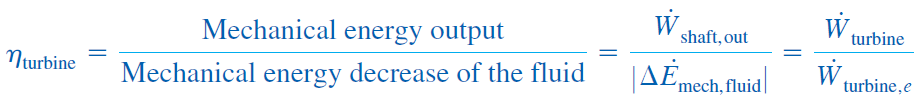 η_turbine = Mechanical energy output / Mechanical energy decrease of the fluid = Ẇ_shaft, out / |ΔĖ_mech, fluid| = Ẇ_turbine / Ẇ_turbine, e